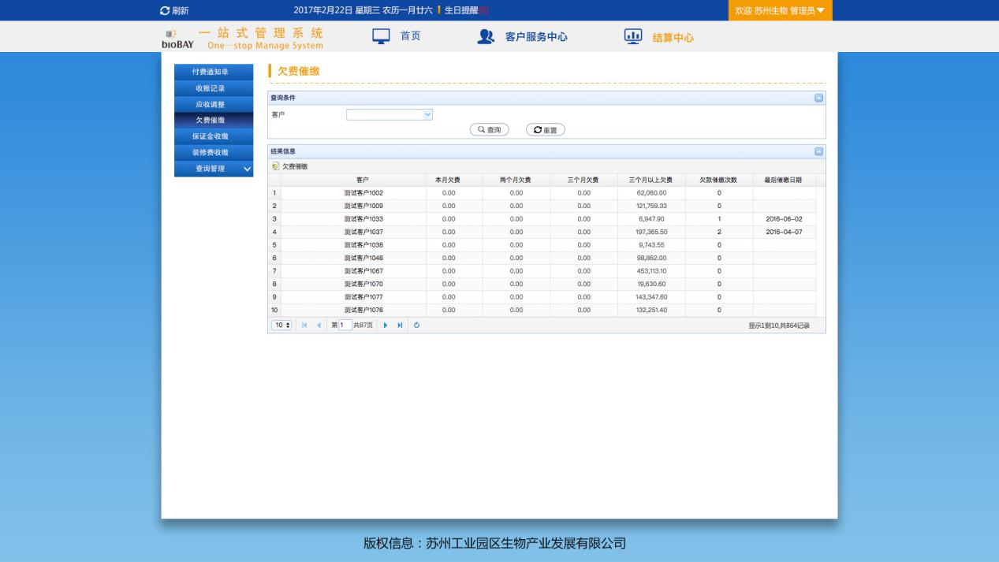 刷新
2017年2月22日 星期三 农历一月廿六 生日提醒[0]
欢迎 苏州生物 管理员
bioBAY
一站式管理系统
One—stop Manage System
首页
客户服务中心
结算中心
付费通知单
收账记录
应收调整
欠费催缴
保证金收缴
装修费收缴
查询管理
欠费催缴
查询条件
客户
查询 重置
结果信息
欠费催缴
客户 本月欠费 两个月欠费 三个月欠费 三个月以上欠费 欠款催缴次数 最后催缴日期
1 测试客户1002 0.00 0.00 0.00 62,060.00 0
2 测试客户1009 0.00 0.00 0.00 121,759.33 0
3 测试客户1033 0.00 0.00 0.00 6,947.90 1 2016-06-02
4 测试客户1037 0.00 0.00 0.00 197,365.50 2 2016-04-07
5 测试客户1038 0.00 0.00 0.00 9,743.55 0
6 测试客户1048 0.00 0.00 0.00 98,862.00 0
7 测试客户1067 0.00 0.00 0.00 453,113.10 0
8 测试客户1070 0.00 0.00 0.00 19,630.60 0
9 测试客户1077 0.00 0.00 0.00 143,347.60 0
10 测试客户1078 0.00 0.00 0.00 132,251.40 0
10 第 1 共87页 显示1到10,共864记录
版权信息：苏州工业园区生物产业发展有限公司